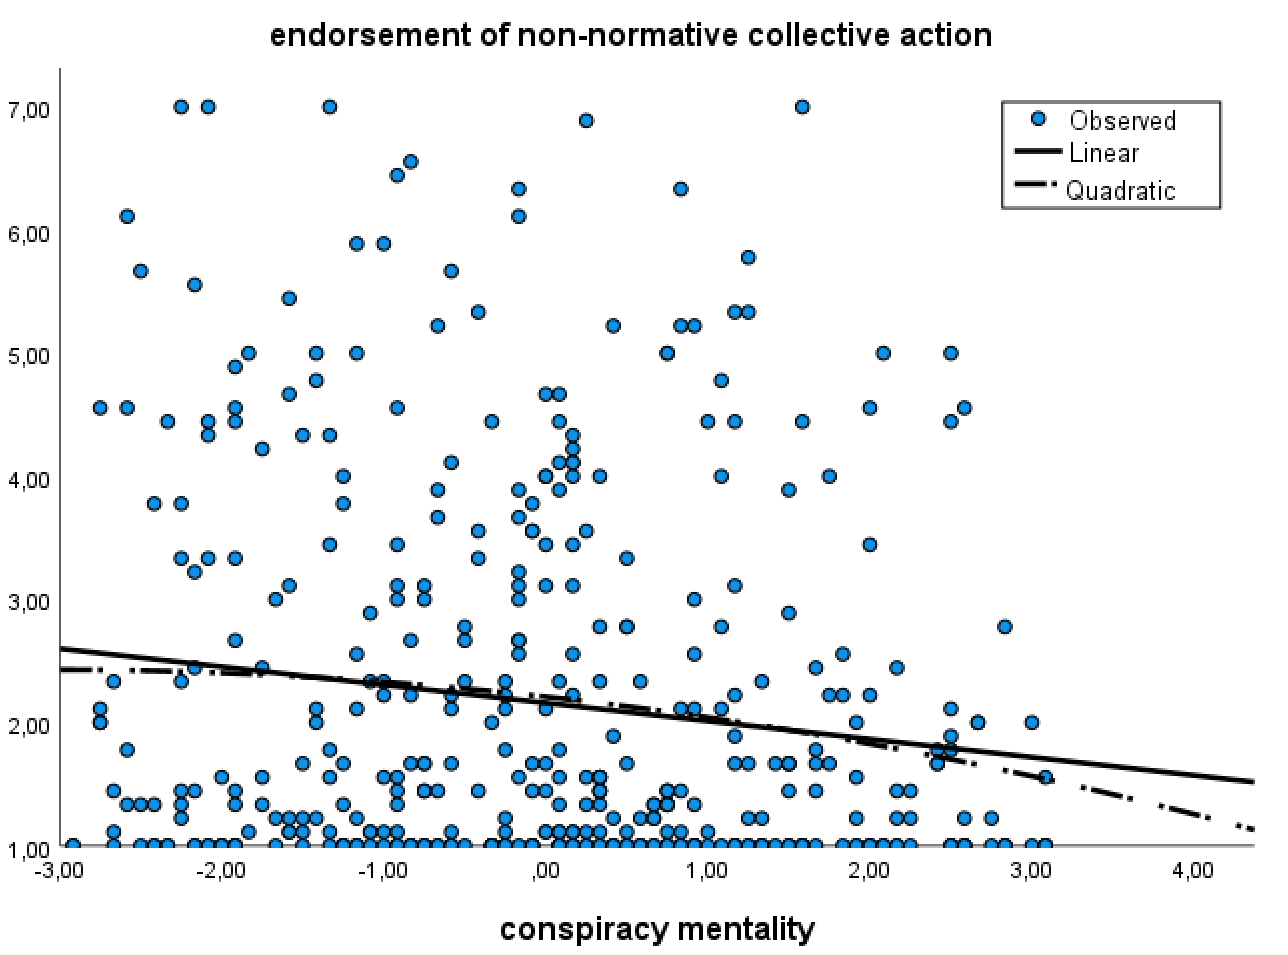 endorsement of non-normative collective action
7,00
6,00
5,00
4,00
3,00
2,00
1,00
Observed
Linear
Quadratic
-3,00 -2,00 -1,00 ,00 1,00 2,00 3,00 4,00
conspiracy mentality